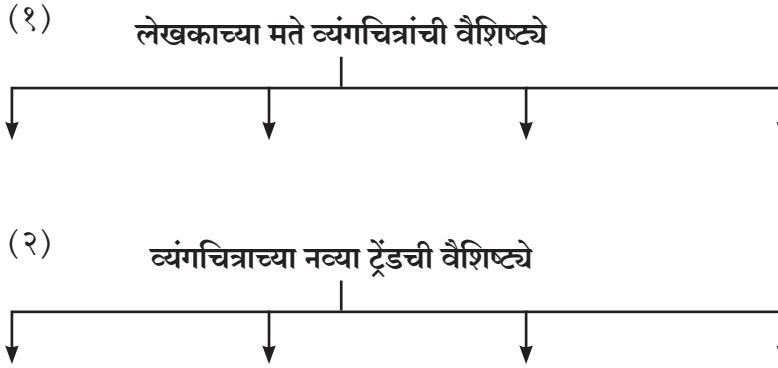 (१)
लेखकाच्या मते व्यंगचित्रांची वैशिष्ट्ये
(२)
व्यंगचित्राच्या नव्या ट्रेंडची वैशिष्ट्ये